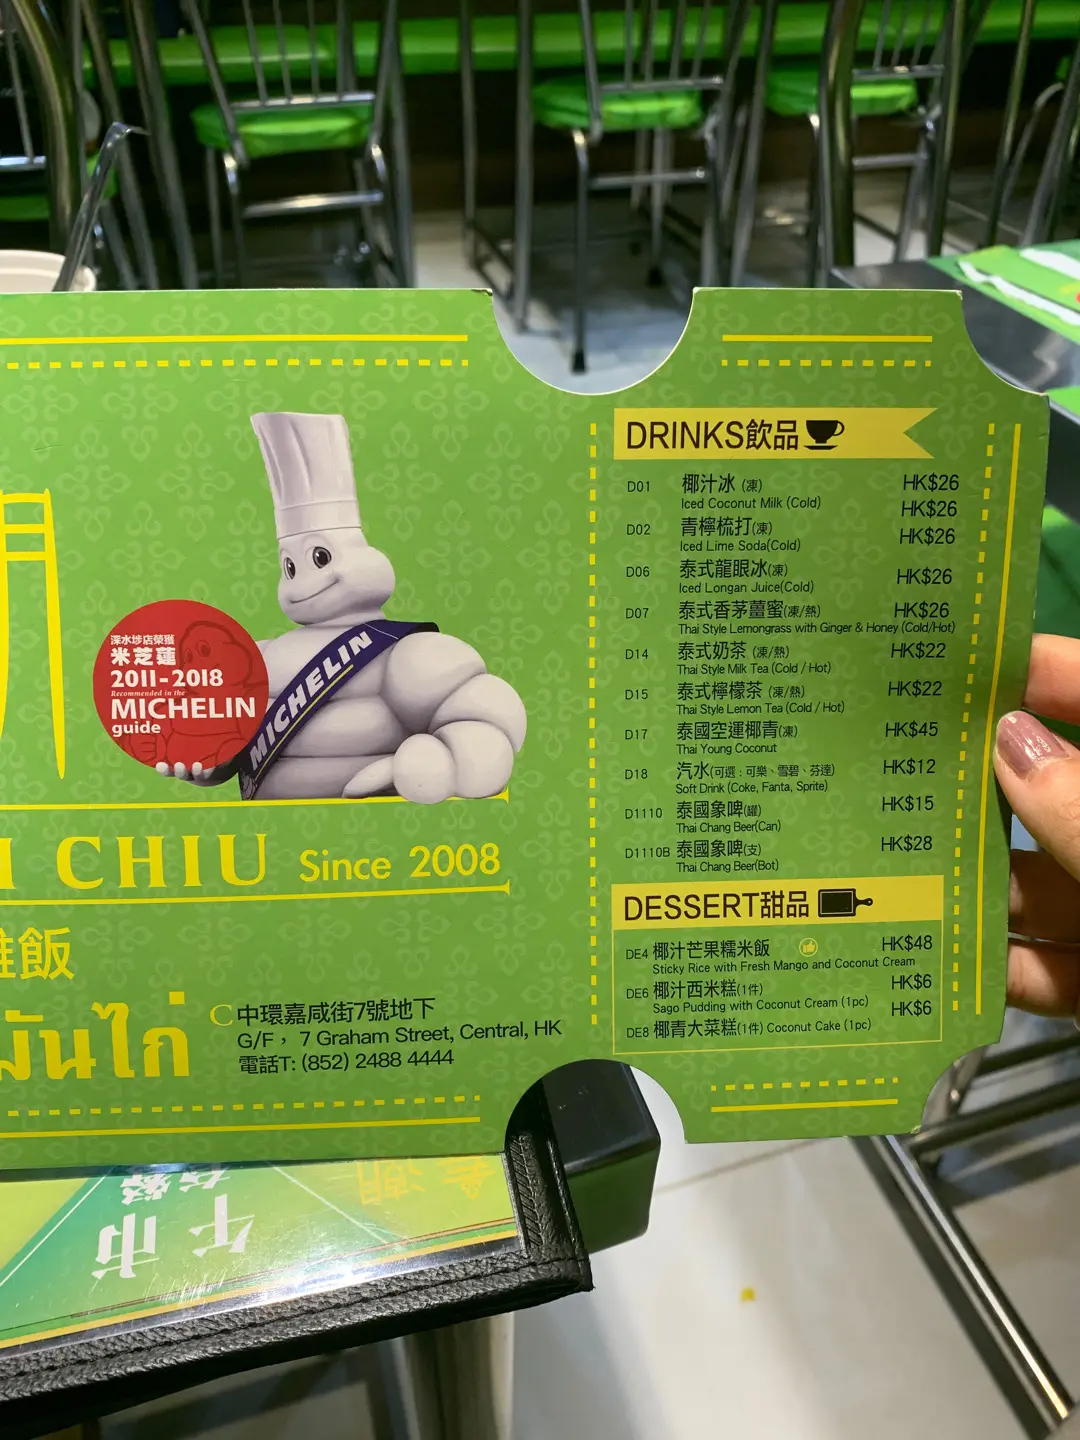 深水埗店榮獲
米芝蓮
2011-2018
Recommended in the
MICHELIN
guide
MICHELIN
CHIU Since 2008
飯
มันไก่
中環嘉咸街7號地下
G/F， 7 Graham Street, Central, HK
電話T: (852) 2488 4444
DRINKS飲品
D01 椰汁冰 (凍) HK$26
Iced Coconut Milk (Cold) HK$26
D02 青檸梳打(凍) HK$26
Iced Lime Soda(Cold)
D06 泰式龍眼冰(凍) HK$26
Iced Longan Juice(Cold)
D07 泰式香茅薑蜜(凍/熱) HK$26
Thai Style Lemongrass with Ginger & Honey (Cold/Hot)
D14 泰式奶茶 (凍/熱) HK$22
Thai Style Milk Tea (Cold / Hot)
D15 泰式檸檬茶 (凍/熱) HK$22
Thai Style Lemon Tea (Cold / Hot)
D17 泰國空運椰青(凍) HK$45
Thai Young Coconut
D18 汽水(可選 : 可樂、雪碧、芬達) HK$12
Soft Drink (Coke, Fanta, Sprite)
D1110 泰國象啤(罐) HK$15
Thai Chang Beer(Can)
D1110B 泰國象啤(支) HK$28
Thai Chang Beer(Bot)
DESSERT甜品
DE4 椰汁芒果糯米飯 HK$48
Sticky Rice with Fresh Mango and Coconut Cream
DE6 椰汁西米糕(1件) HK$6
Sago Pudding with Coconut Cream (1pc) HK$6
DE8 椰青大菜糕(1件) Coconut Cake (1pc)
午市